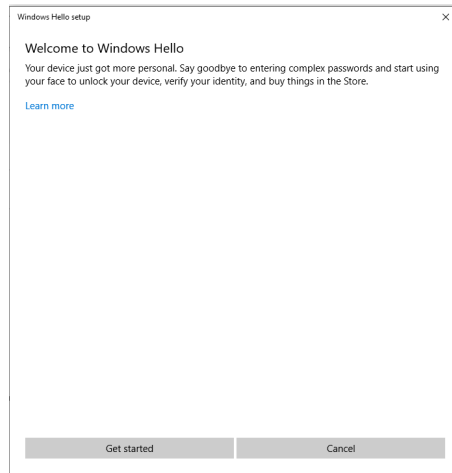 Windows Hello setup
Welcome to Windows Hello
Your device just got more personal. Say goodbye to entering complex passwords and start using
your face to unlock your device, verify your identity, and buy things in the Store.
Learn more
Get started
Cancel